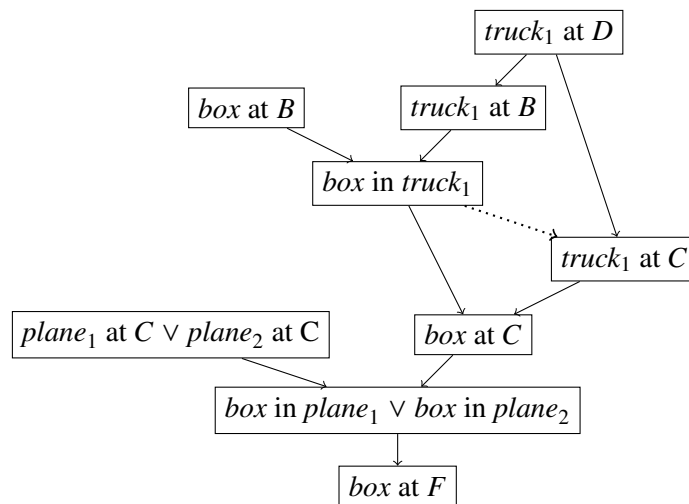 truck₁ at D
box at B
truck₁ at B
box in truck₁
truck₁ at C
plane₁ at C ∨ plane₂ at C
box at C
box in plane₁ ∨ box in plane₂
box at F